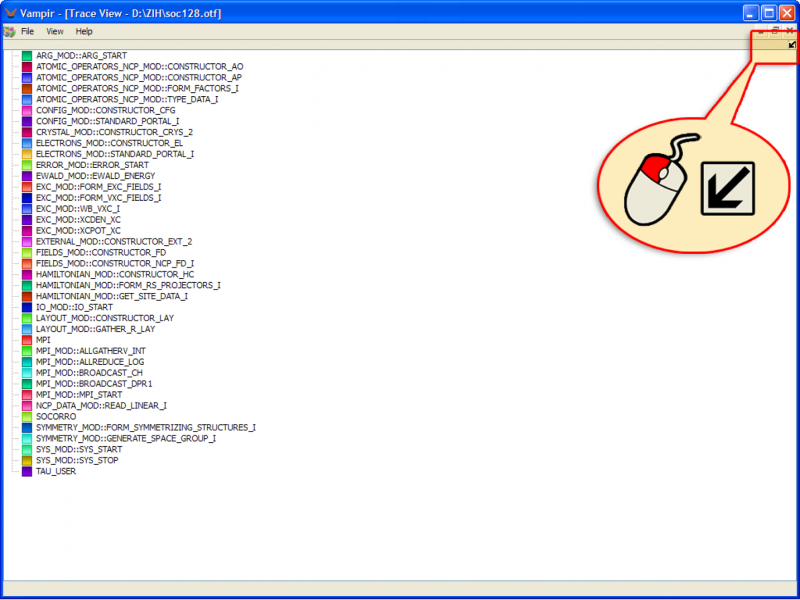 Vampir - [Trace View - D:\ZIH\soc128.otf]
File View Help
ARG_MOD::ARG_START
ATOMIC_OPERATORS_NCP_MOD::CONSTRUCTOR_AO
ATOMIC_OPERATORS_NCP_MOD::CONSTRUCTOR_AP
ATOMIC_OPERATORS_NCP_MOD::FORM_FACTORS_I
ATOMIC_OPERATORS_NCP_MOD::TYPE_DATA_I
CONFIG_MOD::CONSTRUCTOR_CFG
CONFIG_MOD::STANDARD_PORTAL_I
CRYSTAL_MOD::CONSTRUCTOR_CRYS_2
ELECTRONS_MOD::CONSTRUCTOR_EL
ELECTRONS_MOD::STANDARD_PORTAL_I
ERROR_MOD::ERROR_START
EWALD_MOD::EWALD_ENERGY
EXC_MOD::FORM_EXC_FIELDS_I
EXC_MOD::FORM_VXC_FIELDS_I
EXC_MOD::WB_VXC_I
EXC_MOD::XCDEN_XC
EXC_MOD::XCPOT_XC
EXTERNAL_MOD::CONSTRUCTOR_EXT_2
FIELDS_MOD::CONSTRUCTOR_FD
FIELDS_MOD::CONSTRUCTOR_NCP_FD_I
HAMILTONIAN_MOD::CONSTRUCTOR_HC
HAMILTONIAN_MOD::FORM_RS_PROJECTORS_I
HAMILTONIAN_MOD::GET_SITE_DATA_I
IO_MOD::IO_START
LAYOUT_MOD::CONSTRUCTOR_LAY
LAYOUT_MOD::GATHER_R_LAY
MPI
MPI_MOD::ALLGATHERV_INT
MPI_MOD::ALLREDUCE_LOG
MPI_MOD::BROADCAST_CH
MPI_MOD::BROADCAST_DPR1
MPI_MOD::MPI_START
NCP_DATA_MOD::READ_LINEAR_I
SOCORRO
SYMMETRY_MOD::FORM_SYMMETRIZING_STRUCTURES_I
SYMMETRY_MOD::GENERATE_SPACE_GROUP_I
SYS_MOD::SYS_START
SYS_MOD::SYS_STOP
TAU_USER